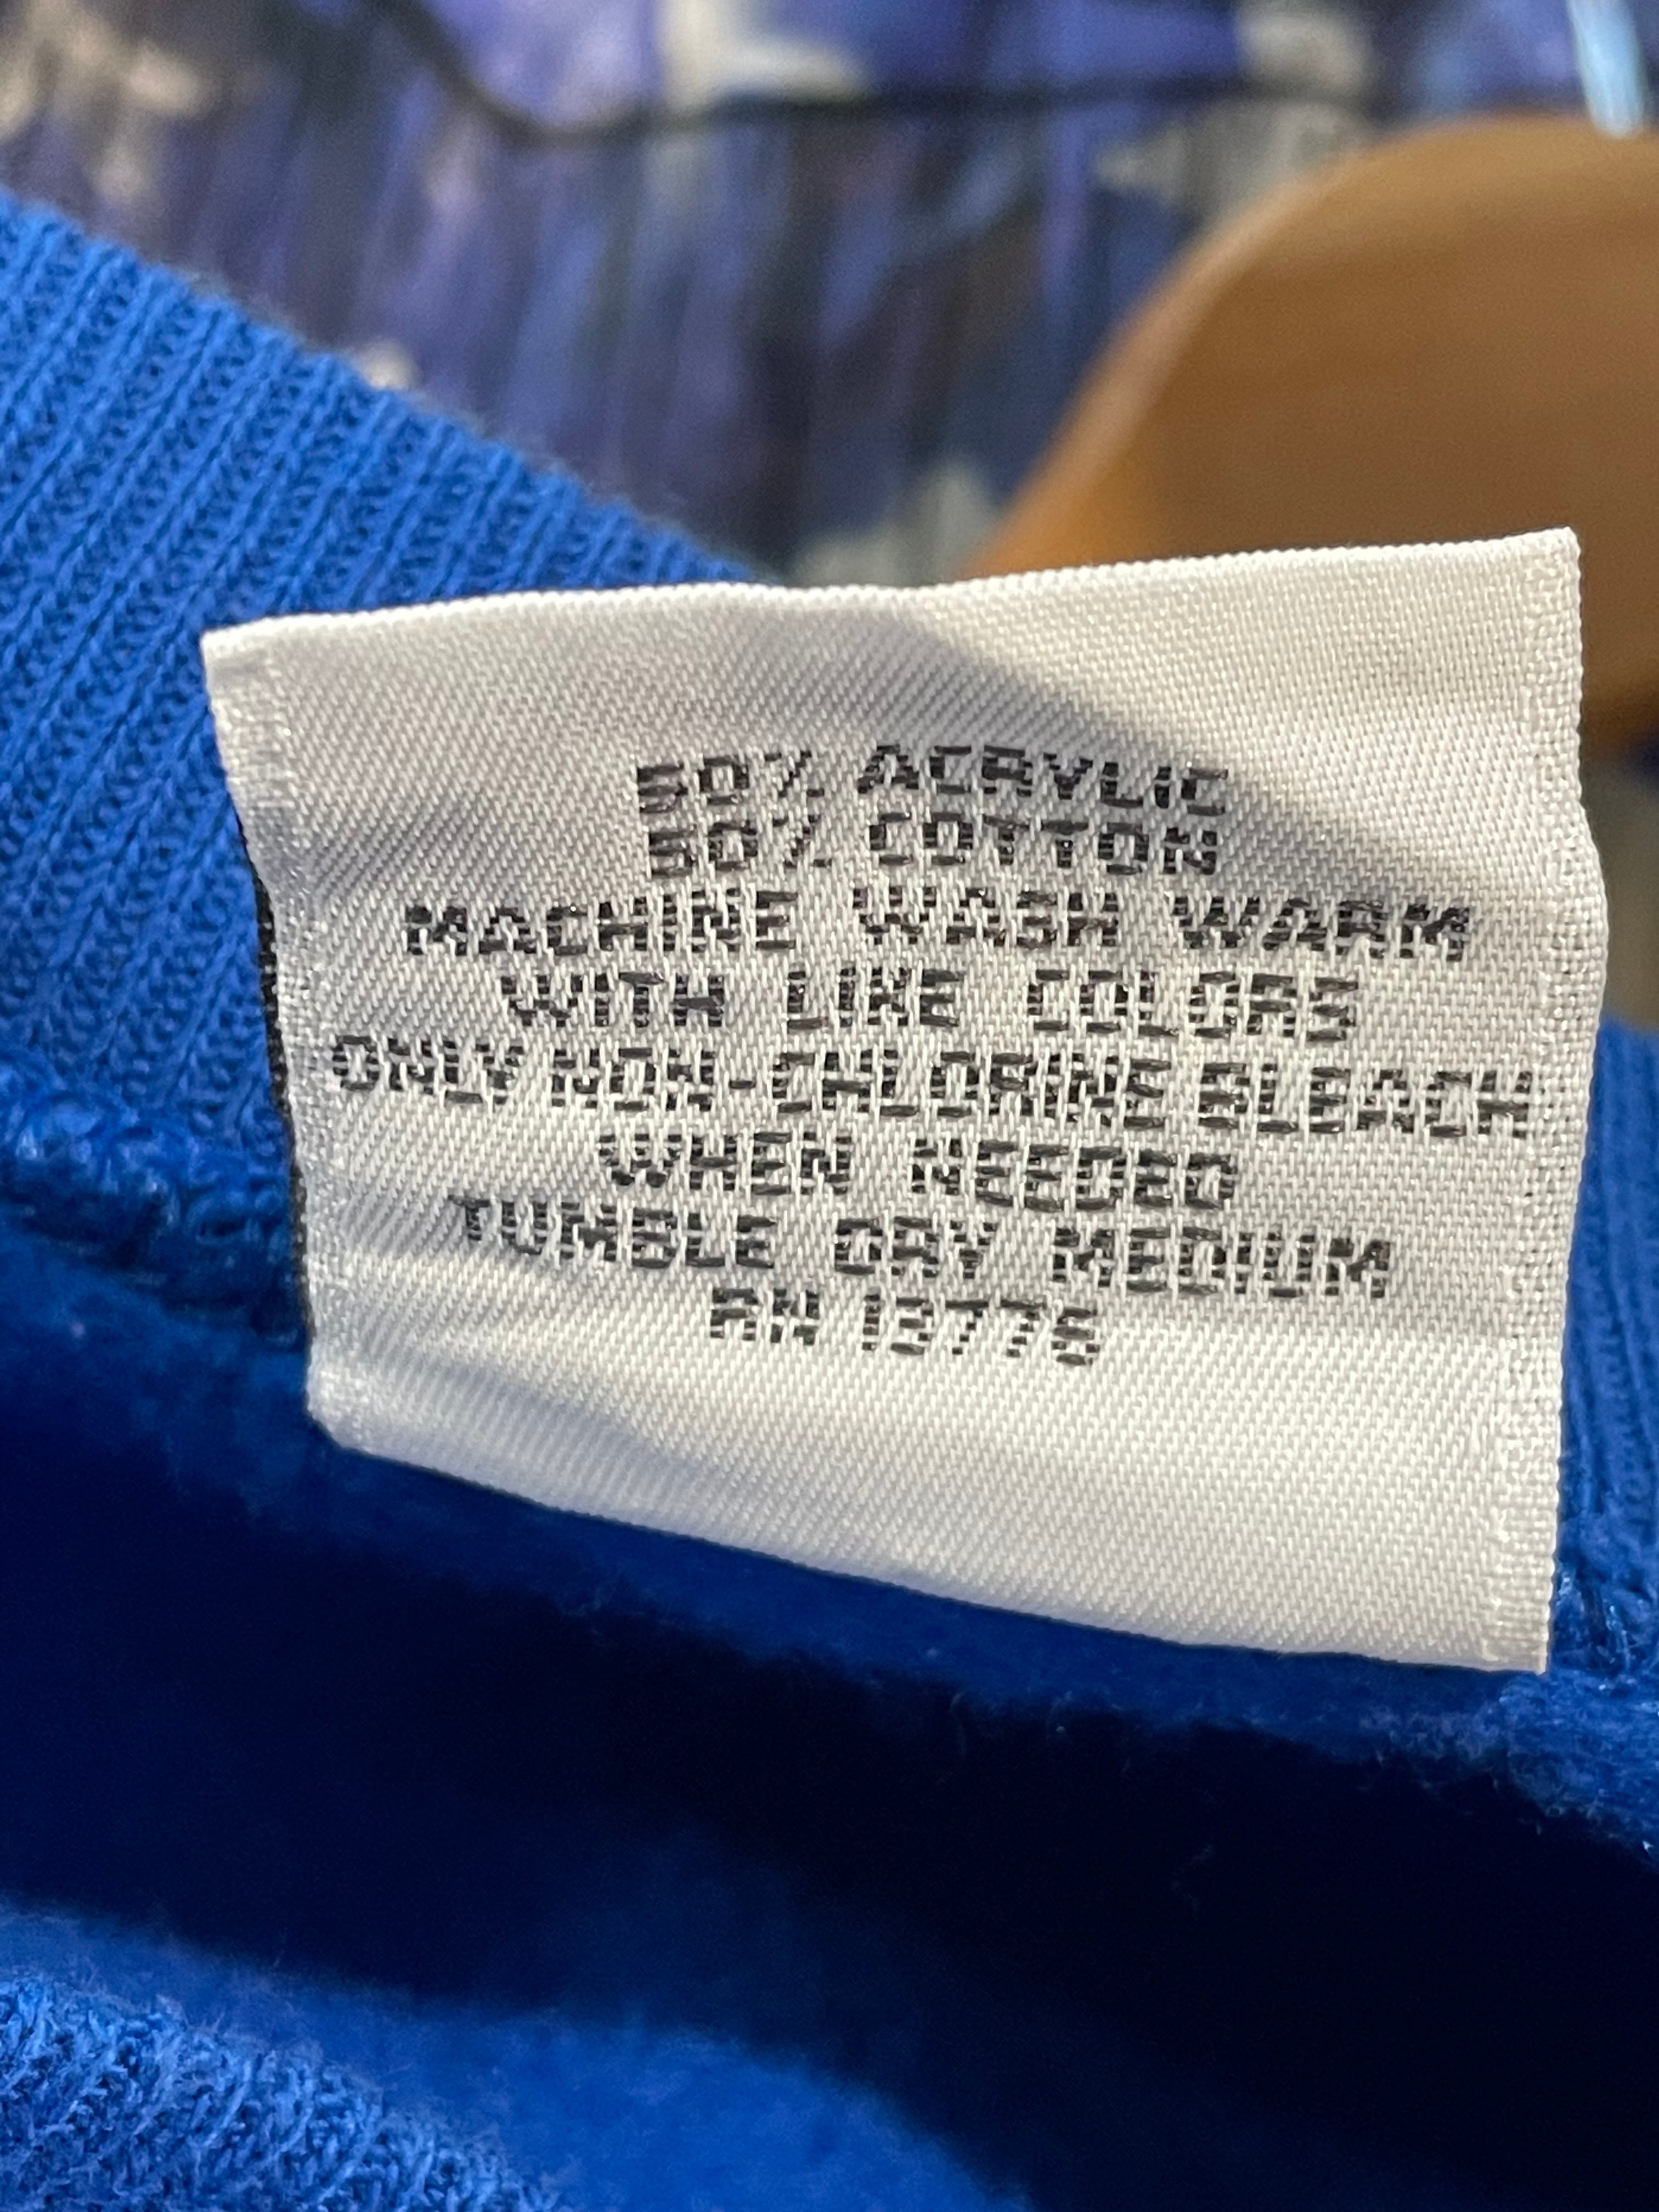 50% ACRYLIC
50% COTTON
MACHINE WASH WARM
WITH LIKE COLORS
ONLY NON-CHLORINE BLEACH
WHEN NEEDED
TUMBLE DRY MEDIUM
RN 13776